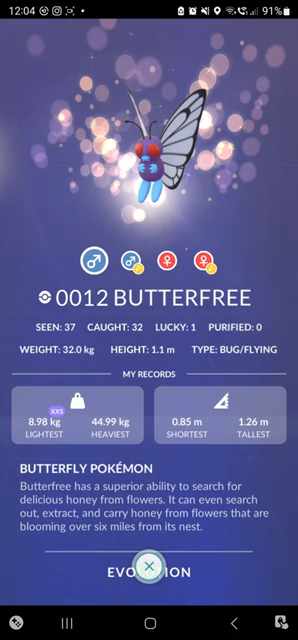 12:04
91%
0012 BUTTERFREE
SEEN: 37 CAUGHT: 32 LUCKY: 1 PURIFIED: 0
WEIGHT: 32.0 kg HEIGHT: 1.1 m TYPE: BUG/FLYING
MY RECORDS
XXS
8.98 kg 44.99 kg 0.85 m 1.26 m
LIGHTEST HEAVIEST SHORTEST TALLEST
BUTTERFLY POKÉMON
Butterfree has a superior ability to search for
delicious honey from flowers. It can even search
out, extract, and carry honey from flowers that are
blooming over six miles from its nest.